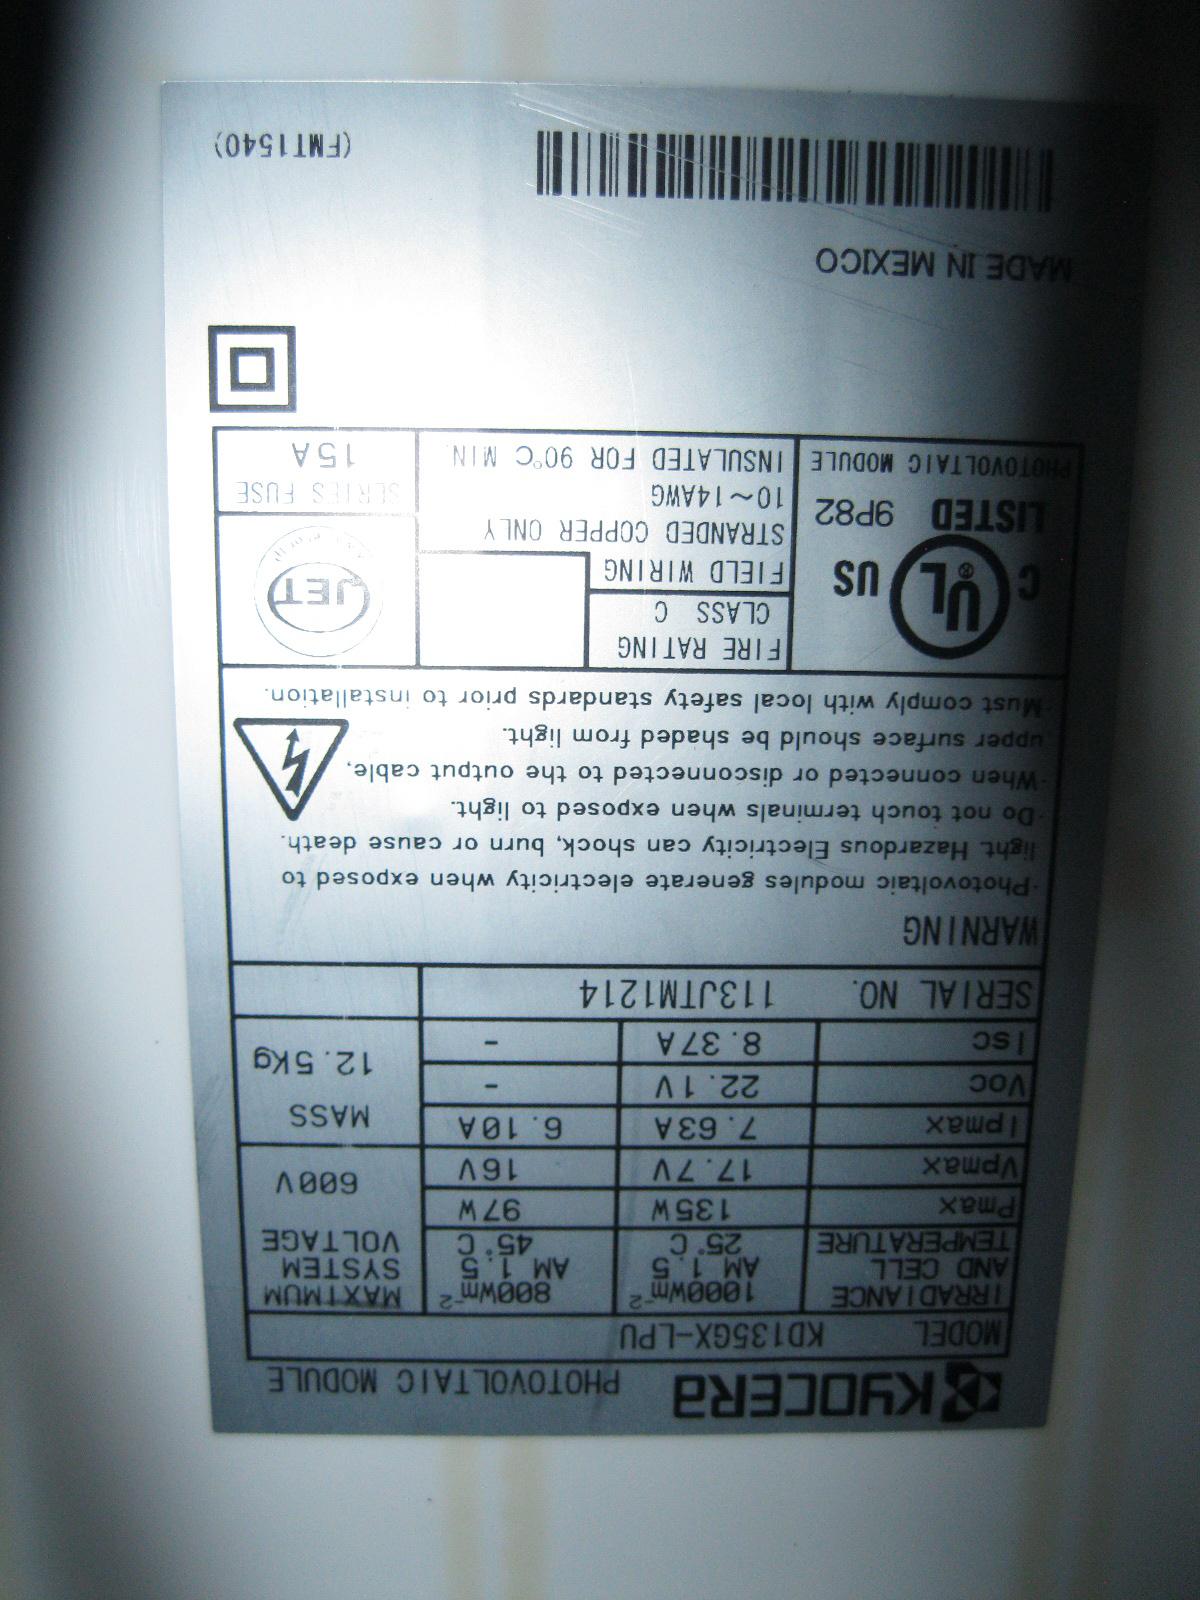 KYOCERA PHOTOVOLTAIC MODULE
MODEL KD135GX-LPU
IRRADIANCE AND CELL TEMPERATURE
1000Wm⁻² AM 1.5 25°C
800Wm⁻² AM 1.5 45°C
MAXIMUM SYSTEM VOLTAGE
600V
Pmax 135W 97W
Vpmax 17.7V 16V
Ipmax 7.63A 6.10A
Voc 22.1V -
Isc 8.37A -
MASS
12.5Kg
SERIAL NO. 113JTM1214
WARNING
·Photovoltaic modules generate electricity when exposed to
light. Hazardous Electricity can shock, burn or cause death.
·Do not touch terminals when exposed to light.
·When connected or disconnected to the output cable,
upper surface should be shaded from light.
·Must comply with local safety standards prior to installation.
C UL® US
LISTED 9P82
PHOTOVOLTAIC MODULE
FIRE RATING
CLASS C
FIELD WIRING
STRANDED COPPER ONLY
10~14AWG
INSULATED FOR 90°C MIN.
JET
SERIES FUSE
15A
MADE IN MEXICO
(FMT1540)